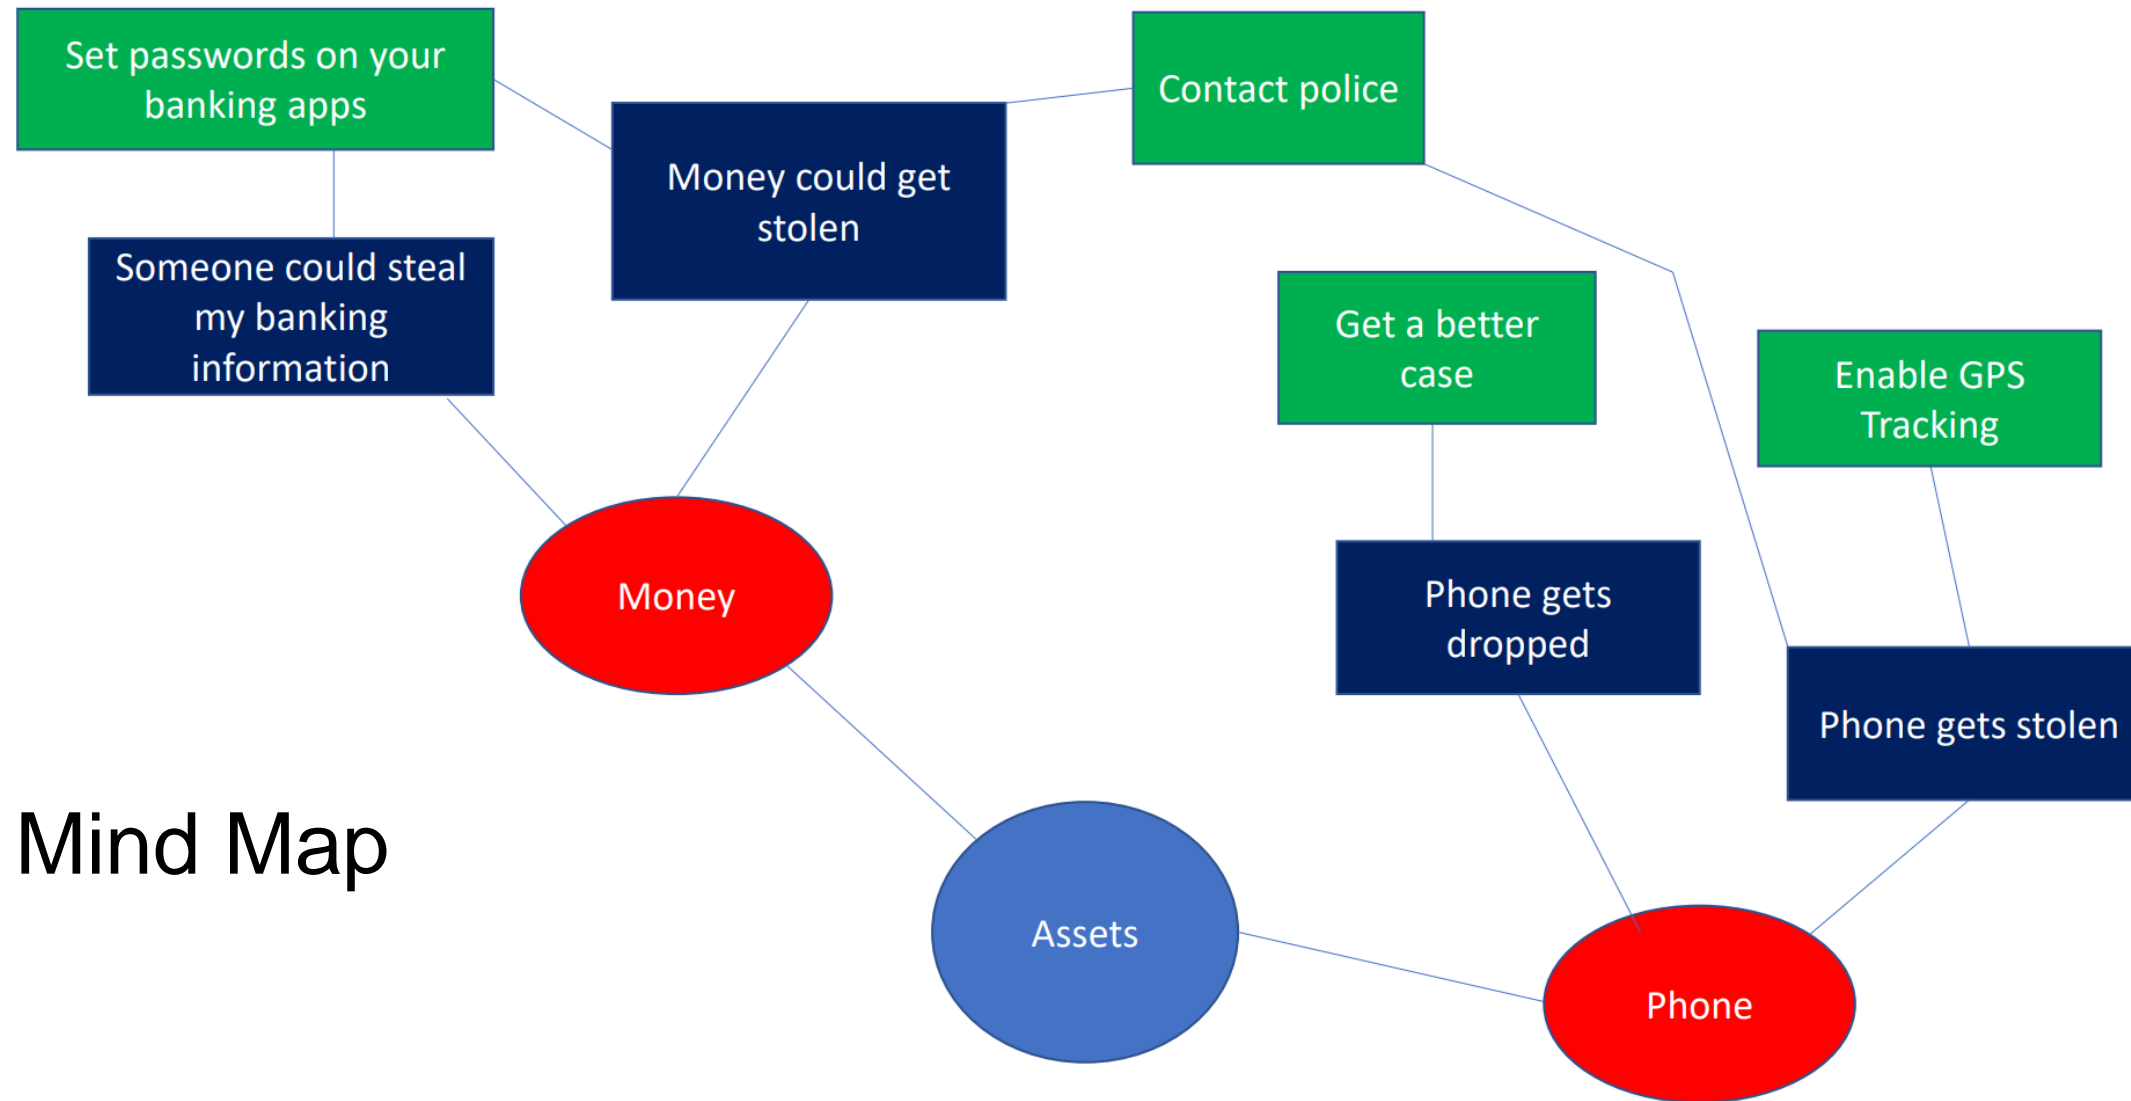 Set passwords on your
banking apps
Contact police
Money could get
stolen
Someone could steal
my banking
information
Get a better
case
Enable GPS
Tracking
Money
Phone gets
dropped
Phone gets stolen
Mind Map
Assets
Phone